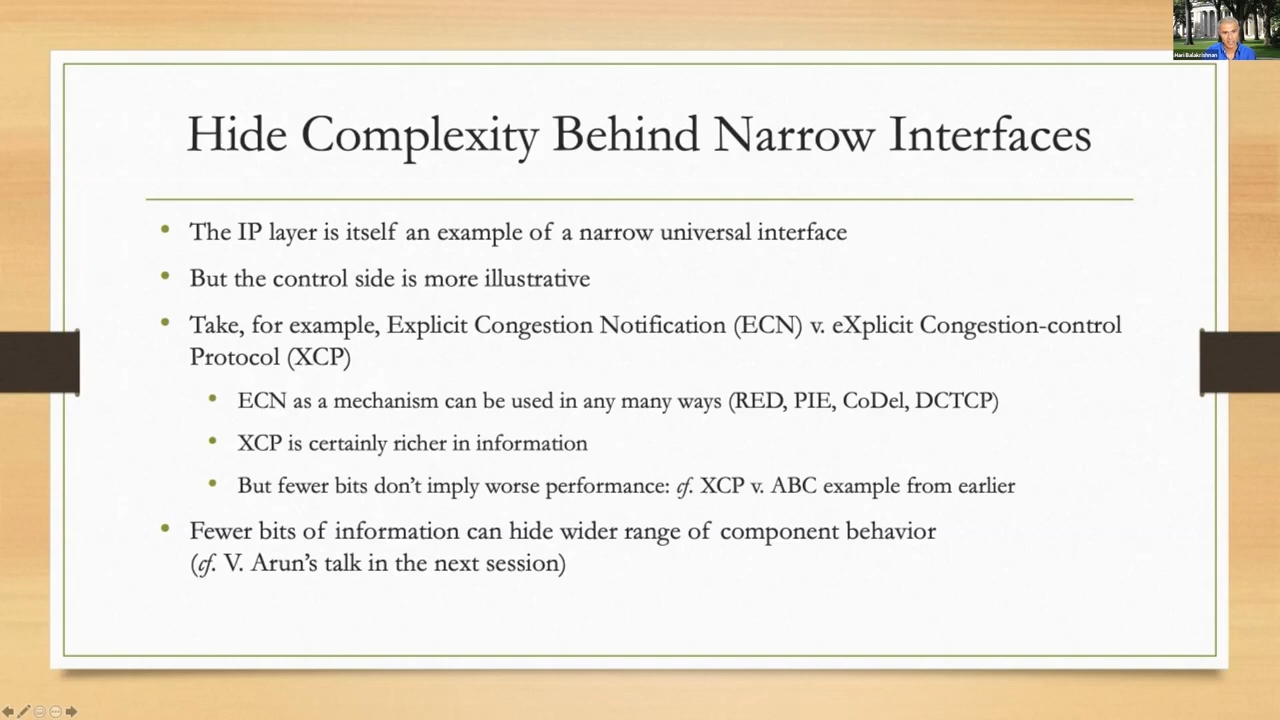 Hari Balakrishnan
Hide Complexity Behind Narrow Interfaces
• The IP layer is itself an example of a narrow universal interface
• But the control side is more illustrative
• Take, for example, Explicit Congestion Notification (ECN) v. eXplicit Congestion-control
Protocol (XCP)
• ECN as a mechanism can be used in any many ways (RED, PIE, CoDel, DCTCP)
• XCP is certainly richer in information
• But fewer bits don’t imply worse performance: cf. XCP v. ABC example from earlier
• Fewer bits of information can hide wider range of component behavior
(cf. V. Arun’s talk in the next session)